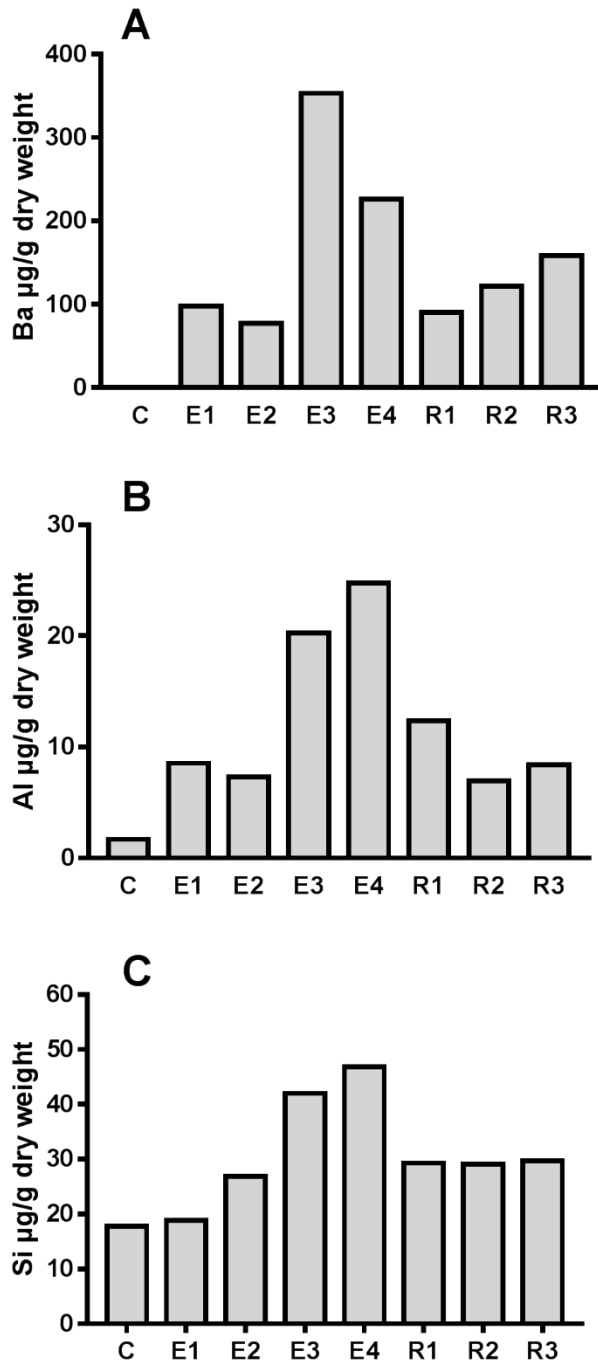 A
Ba µg/g dry weight
400
300
200
100
0
C E1 E2 E3 E4 R1 R2 R3
B
Al µg/g dry weight
30
20
10
0
C E1 E2 E3 E4 R1 R2 R3
C
Si µg/g dry weight
60
50
40
30
20
10
0
C E1 E2 E3 E4 R1 R2 R3